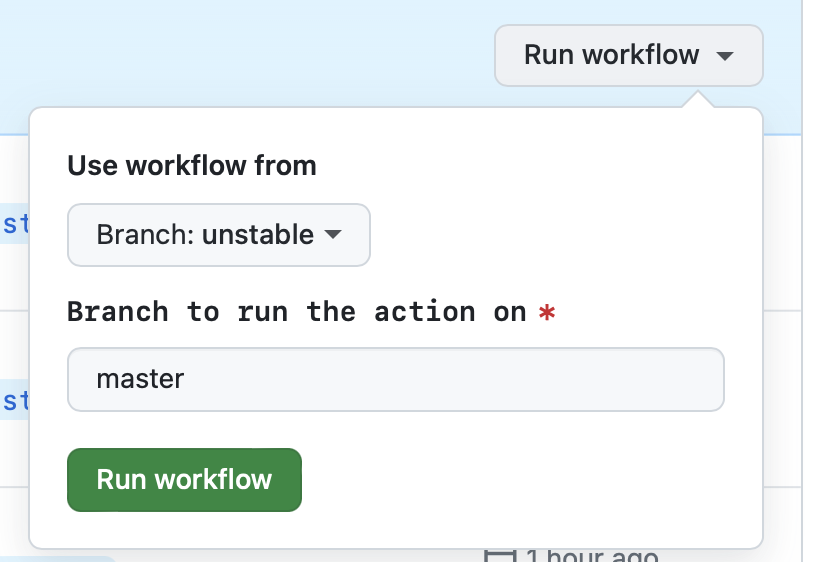 Run workflow
Use workflow from
st
Branch: unstable
Branch to run the action on *
st
master
Run workflow
1 hour ago